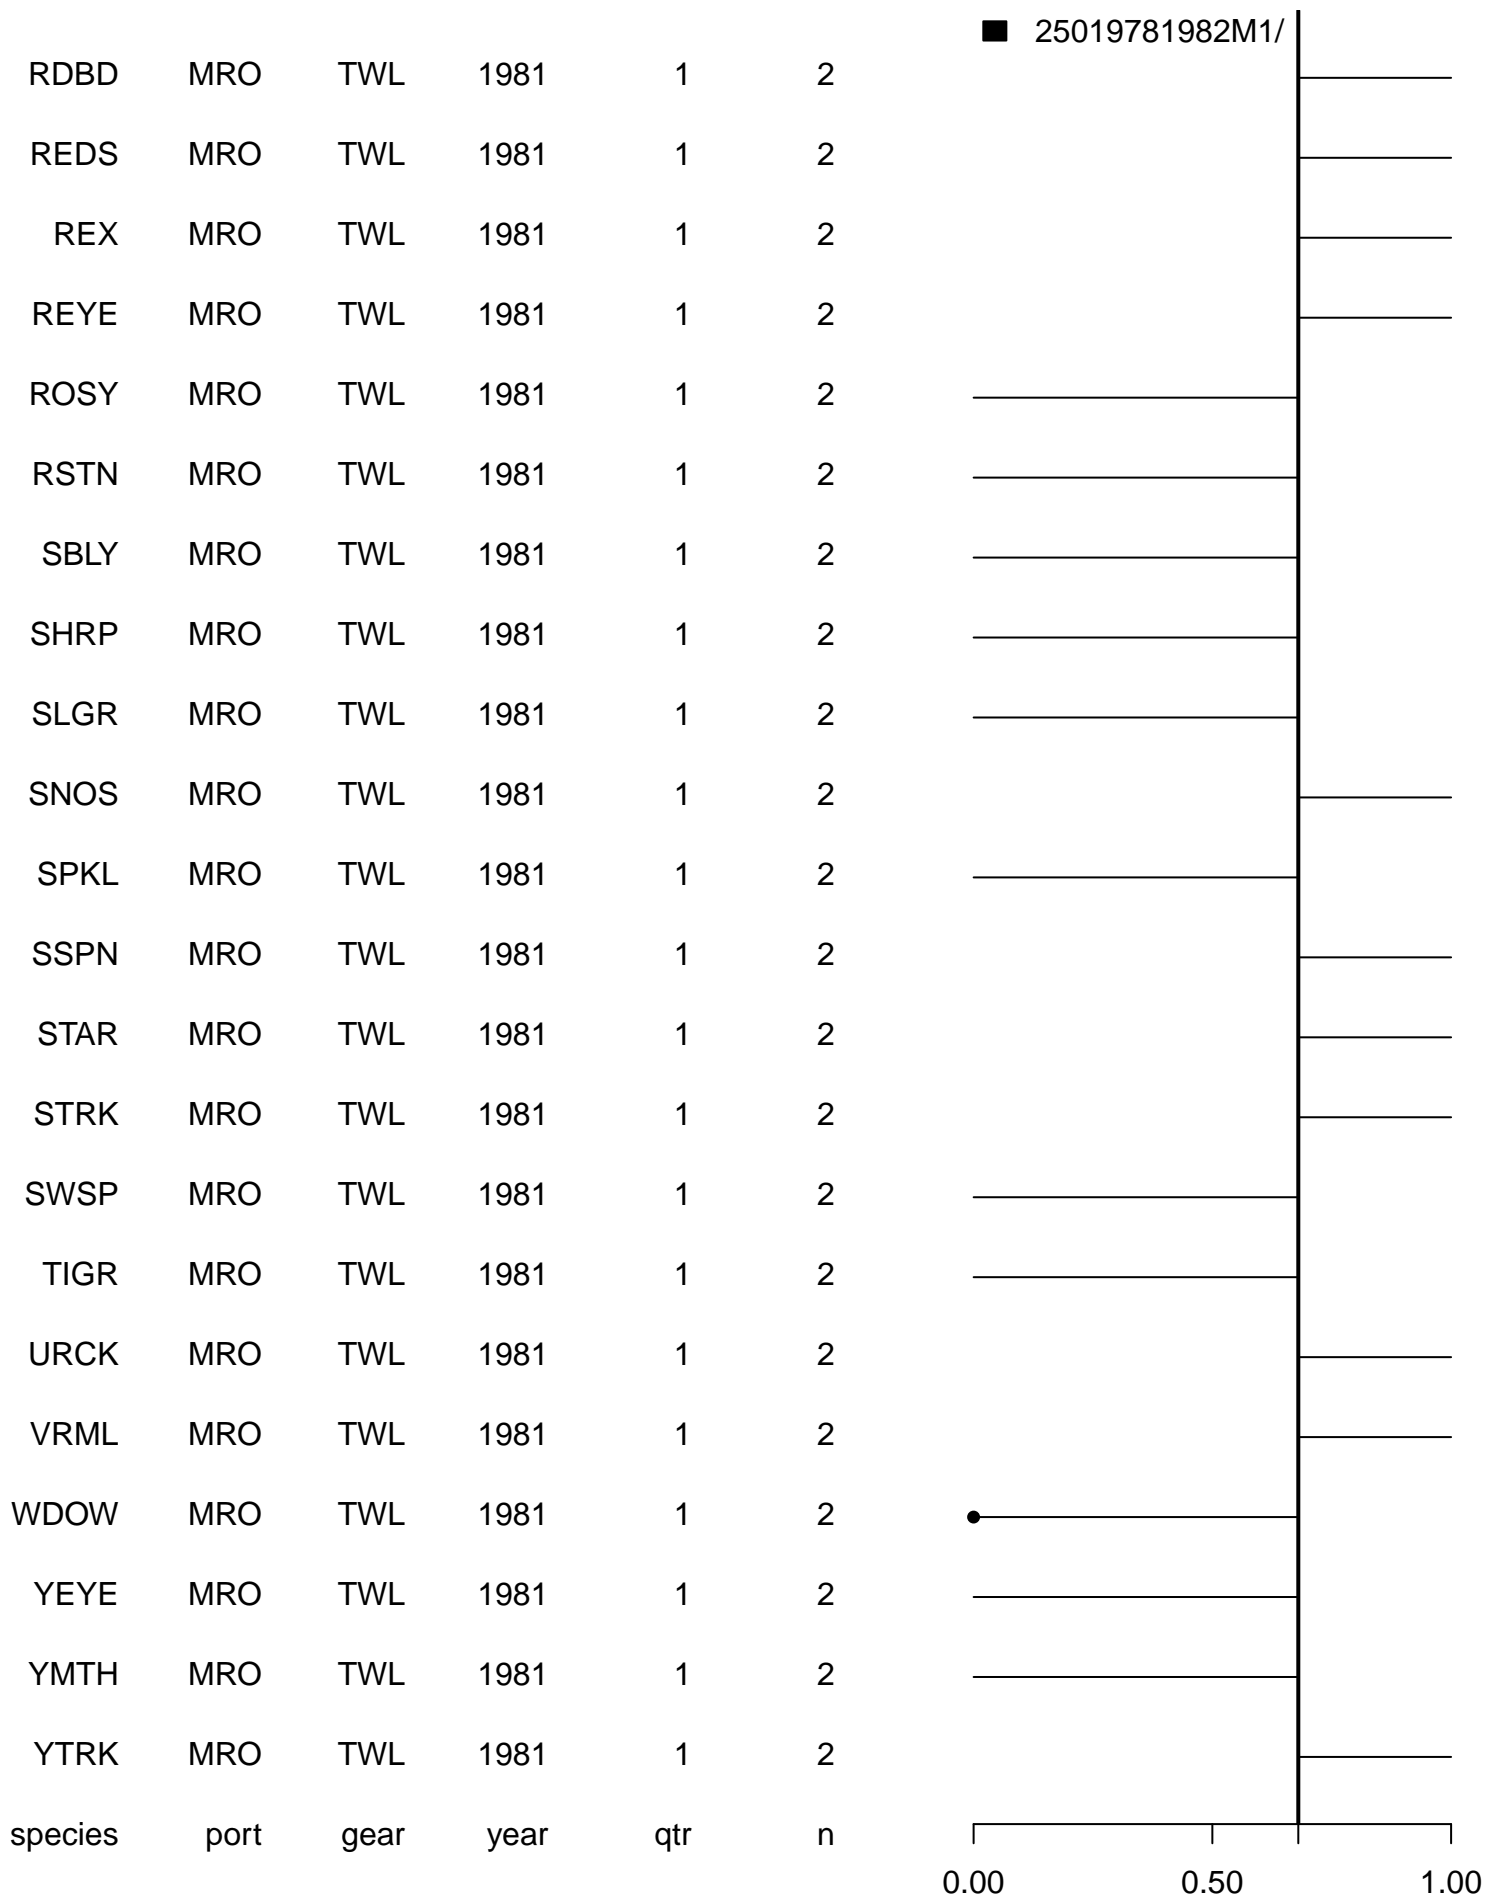 25019781982M1/
RDBD MRO TWL 1981 1 2
REDS MRO TWL 1981 1 2
REX MRO TWL 1981 1 2
REYE MRO TWL 1981 1 2
ROSY MRO TWL 1981 1 2
RSTN MRO TWL 1981 1 2
SBLY MRO TWL 1981 1 2
SHRP MRO TWL 1981 1 2
SLGR MRO TWL 1981 1 2
SNOS MRO TWL 1981 1 2
SPKL MRO TWL 1981 1 2
SSPN MRO TWL 1981 1 2
STAR MRO TWL 1981 1 2
STRK MRO TWL 1981 1 2
SWSP MRO TWL 1981 1 2
TIGR MRO TWL 1981 1 2
URCK MRO TWL 1981 1 2
VRML MRO TWL 1981 1 2
WDOW MRO TWL 1981 1 2
YEYE MRO TWL 1981 1 2
YMTH MRO TWL 1981 1 2
YTRK MRO TWL 1981 1 2
species port gear year qtr n
0.00 0.50 1.00